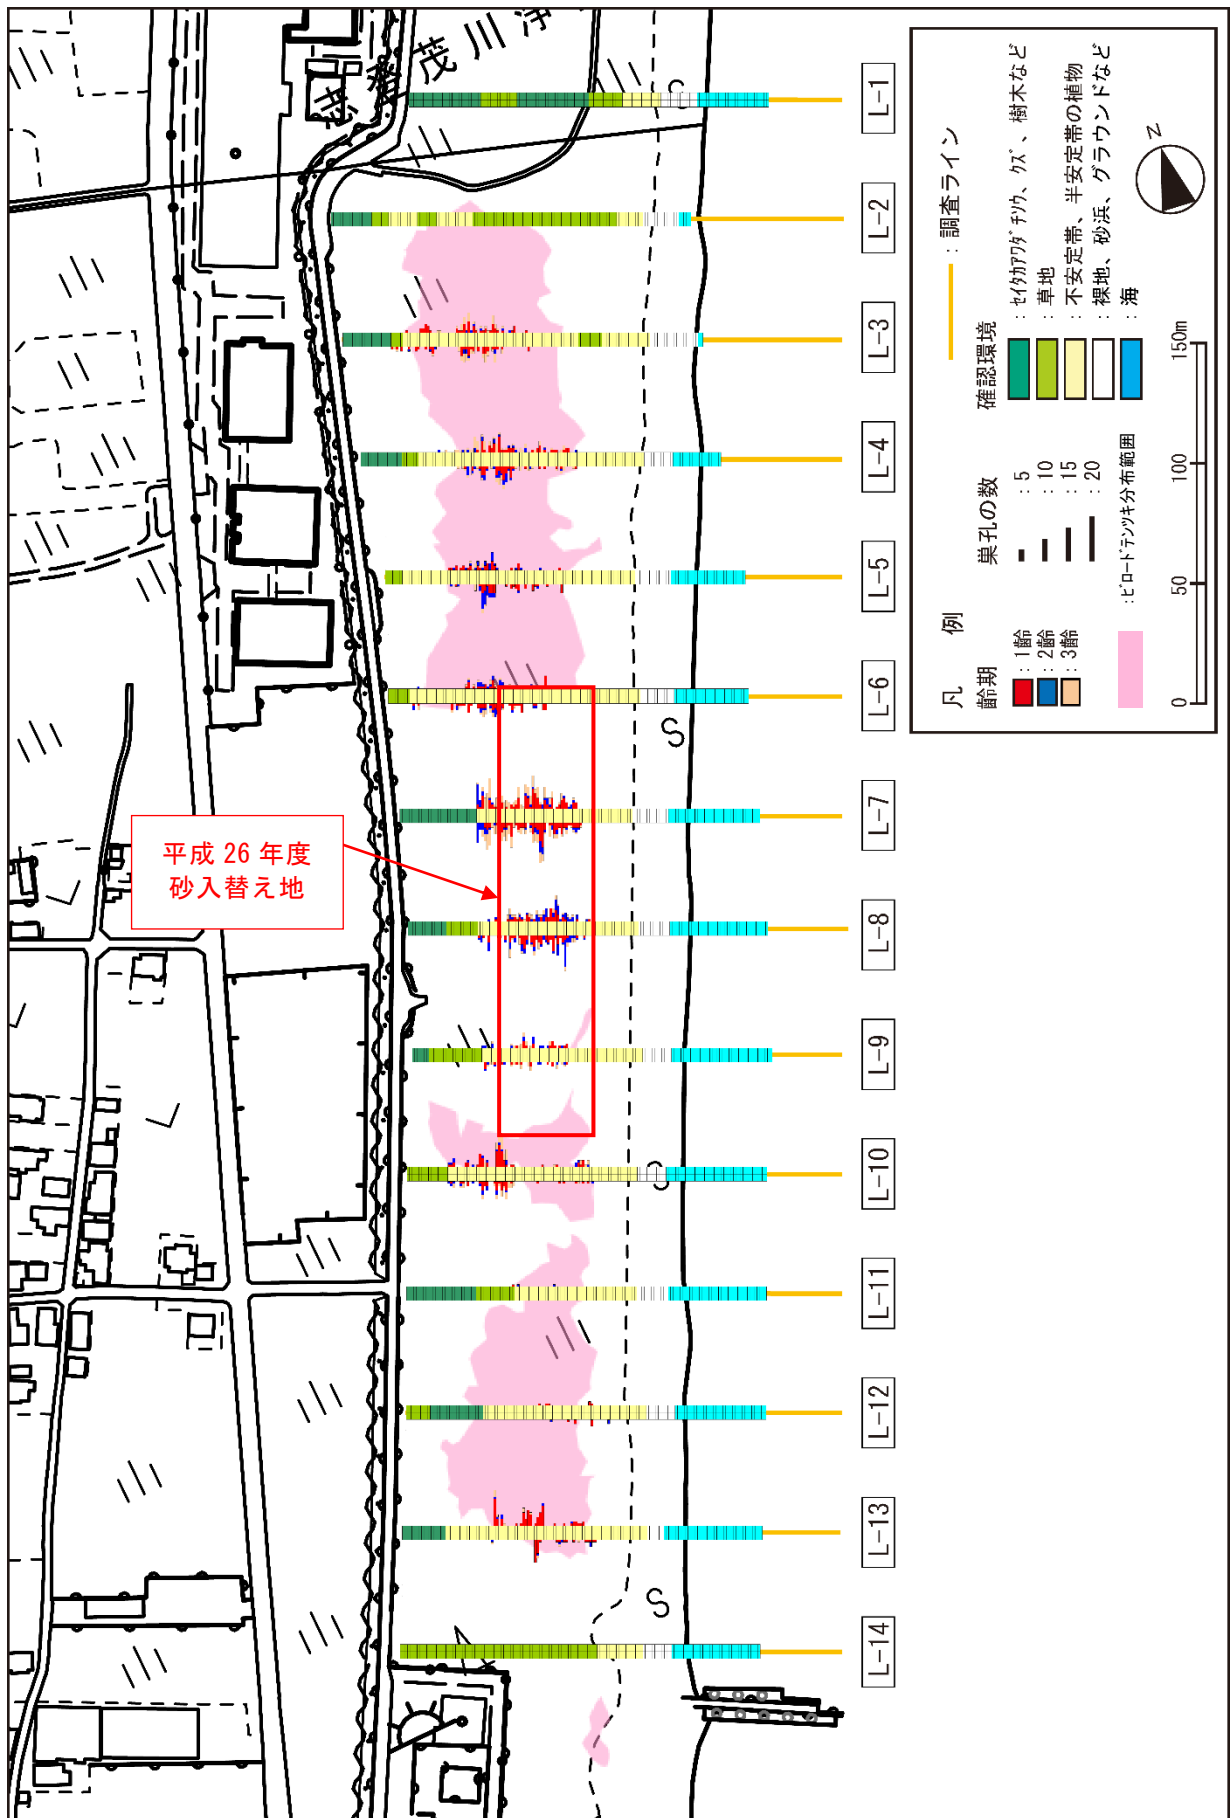 茂川浄
L-1
L-2
L-3
L-4
L-5
L-6
L-7
L-8
L-9
L-10
L-11
L-12
L-13
L-14
平成 26 年度
砂入替え地
S
S
S
凡 例
齢期
: 1齢
: 2齢
: 3齢
巣孔の数
: 5
: 10
: 15
: 20
確認環境
: セイタカアワダチソウ、クズ、樹木など
: 草地
: 不安定帯、半安定帯の植物
: 裸地、砂浜、グラウンドなど
: 海
: 調査ライン
:ビロードテンツキ分布範囲
0 50 100 150m
N